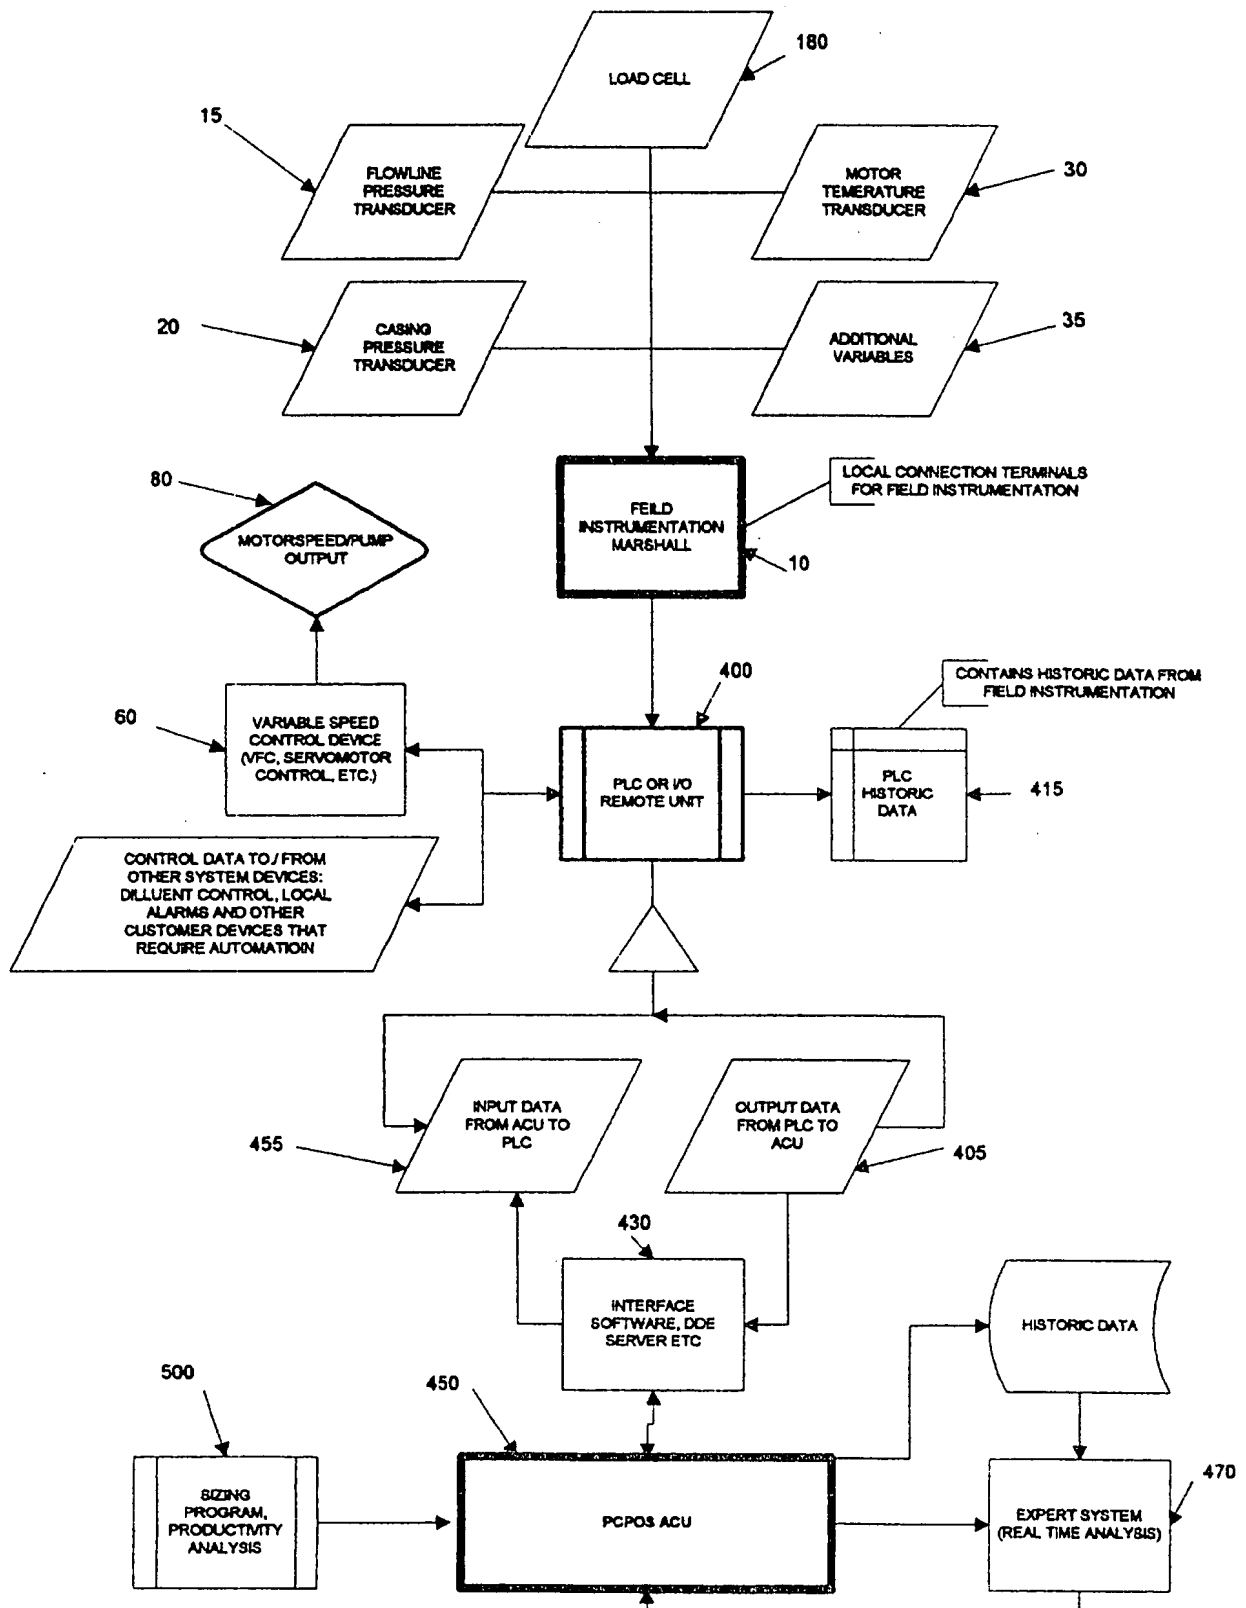 180
LOAD CELL
15
FLOWLINE
PRESSURE
TRANSDUCER
MOTOR
TEMERATURE
TRANSDUCER
30
20
CASING
PRESSURE
TRANSDUCER
ADDITIONAL
VARIABLES
35
80
MOTORSPEED/PUMP
OUTPUT
FEILD
INSTRUMENTATION
MARSHALL
LOCAL CONNECTION TERMINALS
FOR FIELD INSTRUMENTATION
10
400
CONTAINS HISTORIC DATA FROM
FIELD INSTRUMENTATION
60
VARIABLE SPEED
CONTROL DEVICE
(VFC, SERVOMOTOR
CONTROL, ETC.)
PLC OR I/O
REMOTE UNIT
PLC
HISTORIC
DATA
415
CONTROL DATA TO / FROM
OTHER SYSTEM DEVICES:
DILLUENT CONTROL, LOCAL
ALARMS AND OTHER
CUSTOMER DEVICES THAT
REQUIRE AUTOMATIOIN
455
INPUT DATA
FROM ACU TO
PLC
OUTPUT DATA
FROM PLC TO
ACU
405
430
INTERFACE
SOFTWARE, DDE
SERVER ETC
HISTORIC DATA
500
450
SIZING
PROGRAM,
PRODUCTIVITY
ANALYSIS
PCPOS ACU
EXPERT SYSTEM
(REAL TIME ANALYSIS)
470